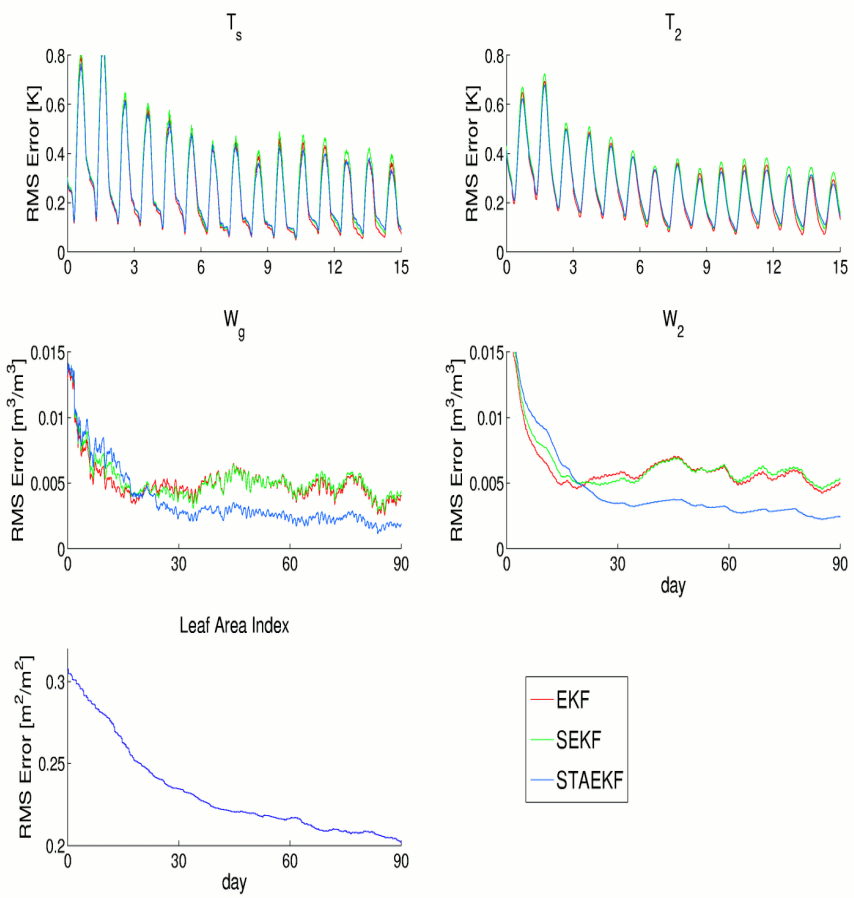 T_s
T_2
RMS Error [K]
0.8
0.6
0.4
0.2
0
0 3 6 9 12 15
RMS Error [K]
0.8
0.6
0.4
0.2
0
0 3 6 9 12 15
W_g
W_2
RMS Error [m³/m³]
0.015
0.01
0.005
0
0 30 60 90
RMS Error [m³/m³]
0.015
0.01
0.005
0
0 30 60 90
day
Leaf Area Index
RMS Error [m²/m²]
0.3
0.25
0.2
0 30 60 90
day
EKF
SEKF
STAEKF